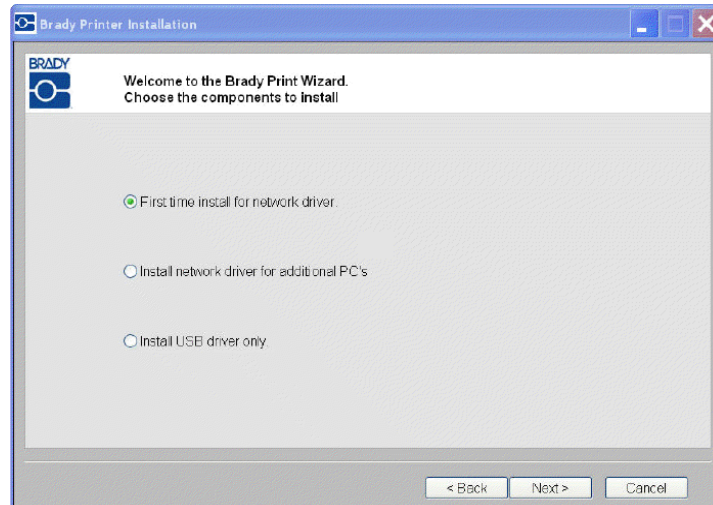 Brady Printer Installation
BRADY
Welcome to the Brady Print Wizard.
Choose the components to install
First time install for network driver.
Install network driver for additional PC's
Install USB driver only.
< Back
Next >
Cancel